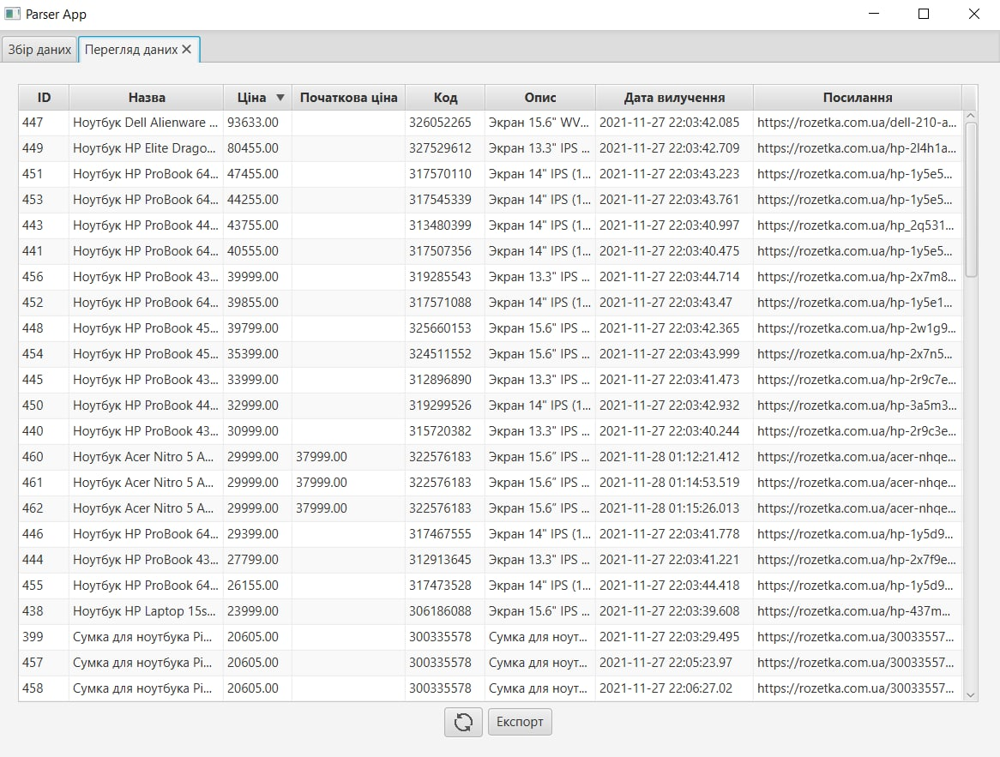 Parser App
Збір даних Перегляд даних
ID Назва Ціна Початкова ціна Код Опис Дата вилучення Посилання
447 Ноутбук Dell Alienware ... 93633.00 326052265 Экран 15.6" WV... 2021-11-27 22:03:42.085 https://rozetka.com.ua/dell-210-a...
449 Ноутбук HP Elite Drago... 80455.00 327529612 Экран 13.3" IPS ... 2021-11-27 22:03:42.709 https://rozetka.com.ua/hp-2l4h1a...
451 Ноутбук HP ProBook 64... 47455.00 317570110 Экран 14" IPS (1... 2021-11-27 22:03:43.223 https://rozetka.com.ua/hp-1y5e5...
453 Ноутбук HP ProBook 64... 44255.00 317545339 Экран 14" IPS (1... 2021-11-27 22:03:43.761 https://rozetka.com.ua/hp-1y5e5...
443 Ноутбук HP ProBook 44... 43755.00 313480399 Экран 14" IPS (1... 2021-11-27 22:03:40.997 https://rozetka.com.ua/hp_2q531...
441 Ноутбук HP ProBook 64... 40555.00 317507356 Экран 14" IPS (1... 2021-11-27 22:03:40.475 https://rozetka.com.ua/hp-1y5e5...
456 Ноутбук HP ProBook 43... 39999.00 319285543 Экран 13.3" IPS ... 2021-11-27 22:03:44.714 https://rozetka.com.ua/hp-2x7m8...
452 Ноутбук HP ProBook 64... 39855.00 317571088 Экран 14" IPS (1... 2021-11-27 22:03:43.47 https://rozetka.com.ua/hp-1y5e1...
448 Ноутбук HP ProBook 45... 39799.00 325660153 Экран 15.6" IPS ... 2021-11-27 22:03:42.365 https://rozetka.com.ua/hp-2w1g9...
454 Ноутбук HP ProBook 45... 35399.00 324511552 Экран 15.6" IPS ... 2021-11-27 22:03:43.999 https://rozetka.com.ua/hp-2x7n5...
445 Ноутбук HP ProBook 43... 33999.00 312896890 Экран 13.3" IPS ... 2021-11-27 22:03:41.473 https://rozetka.com.ua/hp-2r9c7e...
450 Ноутбук HP ProBook 44... 32999.00 319299526 Экран 14" IPS (1... 2021-11-27 22:03:42.932 https://rozetka.com.ua/hp-3a5m3...
440 Ноутбук HP ProBook 43... 30999.00 315720382 Экран 13.3" IPS ... 2021-11-27 22:03:40.244 https://rozetka.com.ua/hp-2r9c3e...
460 Ноутбук Acer Nitro 5 A... 29999.00 37999.00 322576183 Экран 15.6” IPS ... 2021-11-28 01:12:21.412 https://rozetka.com.ua/acer-nhqe...
461 Ноутбук Acer Nitro 5 A... 29999.00 37999.00 322576183 Экран 15.6” IPS ... 2021-11-28 01:14:53.519 https://rozetka.com.ua/acer-nhqe...
462 Ноутбук Acer Nitro 5 A... 29999.00 37999.00 322576183 Экран 15.6” IPS ... 2021-11-28 01:15:26.013 https://rozetka.com.ua/acer-nhqe...
446 Ноутбук HP ProBook 64... 29399.00 317467555 Экран 14" IPS (1... 2021-11-27 22:03:41.778 https://rozetka.com.ua/hp-1y5d9...
444 Ноутбук HP ProBook 43... 27799.00 312913645 Экран 13.3" IPS ... 2021-11-27 22:03:41.221 https://rozetka.com.ua/hp-2x7f9e...
455 Ноутбук HP ProBook 64... 26155.00 317473528 Экран 14" IPS (1... 2021-11-27 22:03:44.418 https://rozetka.com.ua/hp-1y5d9...
438 Ноутбук HP Laptop 15s... 23999.00 306186088 Экран 15.6" IPS ... 2021-11-27 22:03:39.608 https://rozetka.com.ua/hp-437m...
399 Сумка для ноутбука Pi... 20605.00 300335578 Сумка для ноут... 2021-11-27 22:03:29.495 https://rozetka.com.ua/30033557...
457 Сумка для ноутбука Pi... 20605.00 300335578 Сумка для ноут... 2021-11-27 22:05:23.97 https://rozetka.com.ua/30033557...
458 Сумка для ноутбука Pi... 20605.00 300335578 Сумка для ноут... 2021-11-27 22:06:27.02 https://rozetka.com.ua/30033557...
Експорт